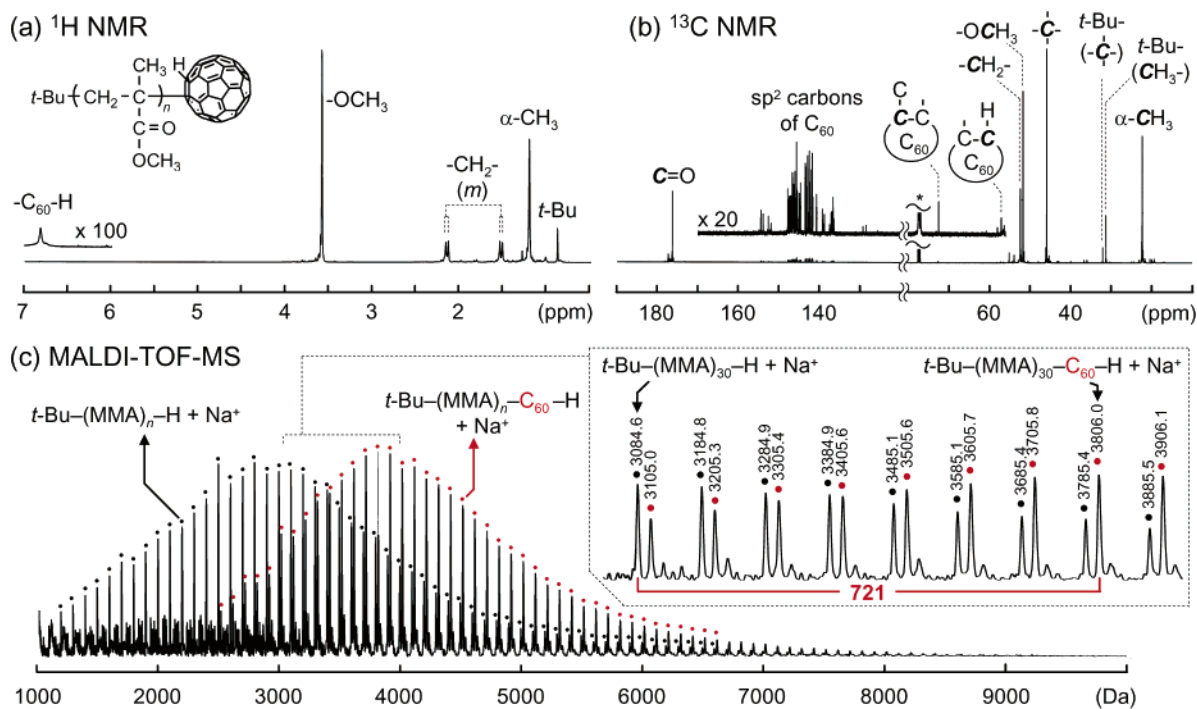 (a) ¹H NMR
CH₃
H
t-Bu
CH₂
C
n
C=O
OCH₃
-C₆₀-H
x 100
-OCH₃
-CH₂-
(m)
α-CH₃
t-Bu
7 6 5 4 3 2 (ppm)
(b) ¹³C NMR
-OCH₃
-CH₂-
-C-
t-Bu-
(-C-)
t-Bu-
(CH₃-)
sp² carbons
of C₆₀
C
C-C
C₆₀
H
C-C
C₆₀
α-CH₃
C=O
x 20
*
190 170 150 130 60 40 (ppm)
(c) MALDI-TOF-MS
t-Bu–(MMA)ₙ–H + Na⁺
t-Bu–(MMA)ₙ–C₆₀–H
+ Na⁺
t-Bu–(MMA)₃₀–H + Na⁺
t-Bu–(MMA)₃₀–C₆₀–H + Na⁺
3084.6
3105.0
3184.8
3205.3
3284.9
3305.4
3384.9
3405.6
3485.1
3505.6
3585.1
3605.7
3685.4
3705.8
3785.4
3806.0
3885.5
3906.1
721
1000 2000 3000 4000 5000 6000 7000 8000 9000 (Da)